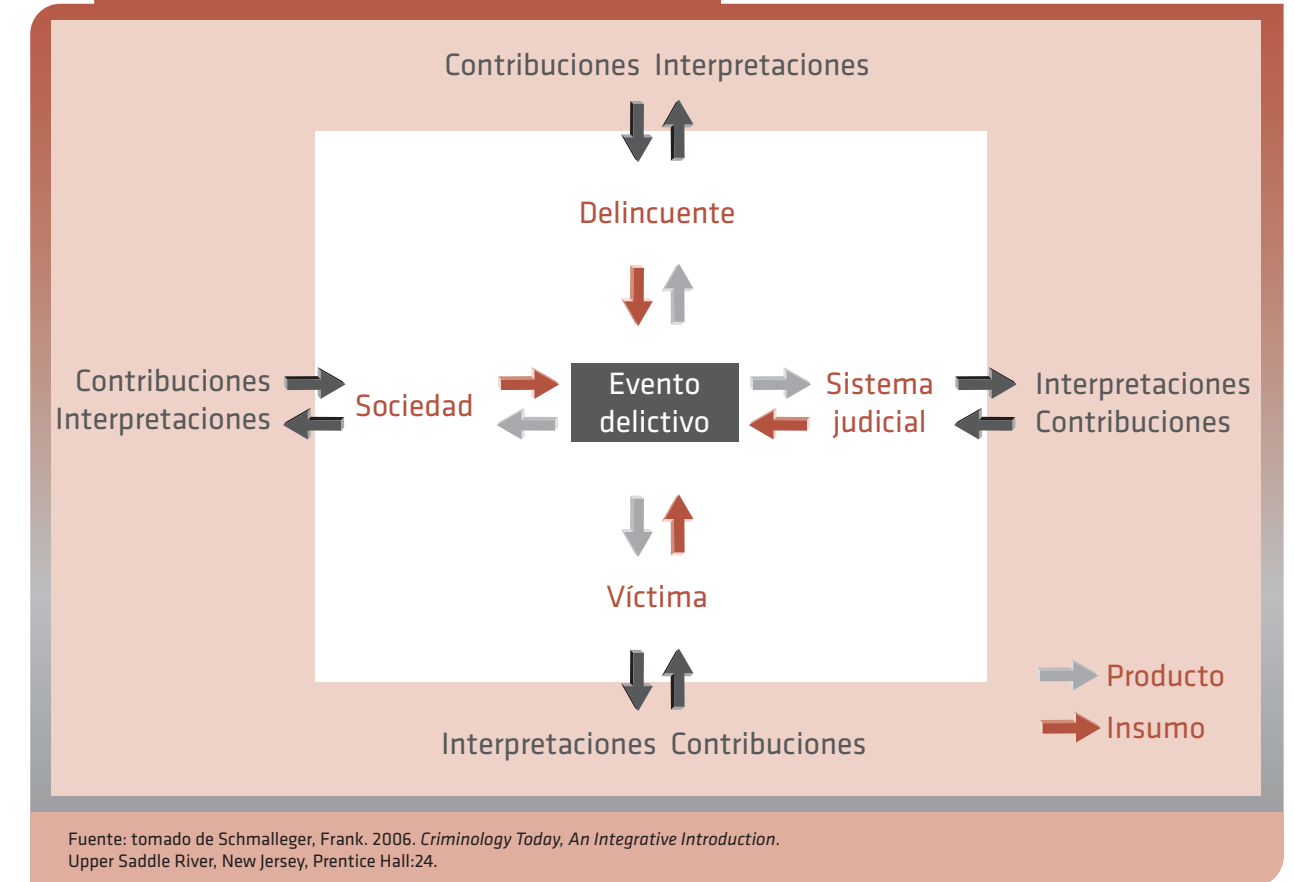 Contribuciones Interpretaciones
Delincuente
Contribuciones
Interpretaciones
Sociedad
Evento
delictivo
Sistema
judicial
Interpretaciones
Contribuciones
Víctima
Interpretaciones Contribuciones
Producto
Insumo
Fuente: tomado de Schmalleger, Frank. 2006. Criminology Today, An Integrative Introduction.
Upper Saddle River, New Jersey, Prentice Hall:24.